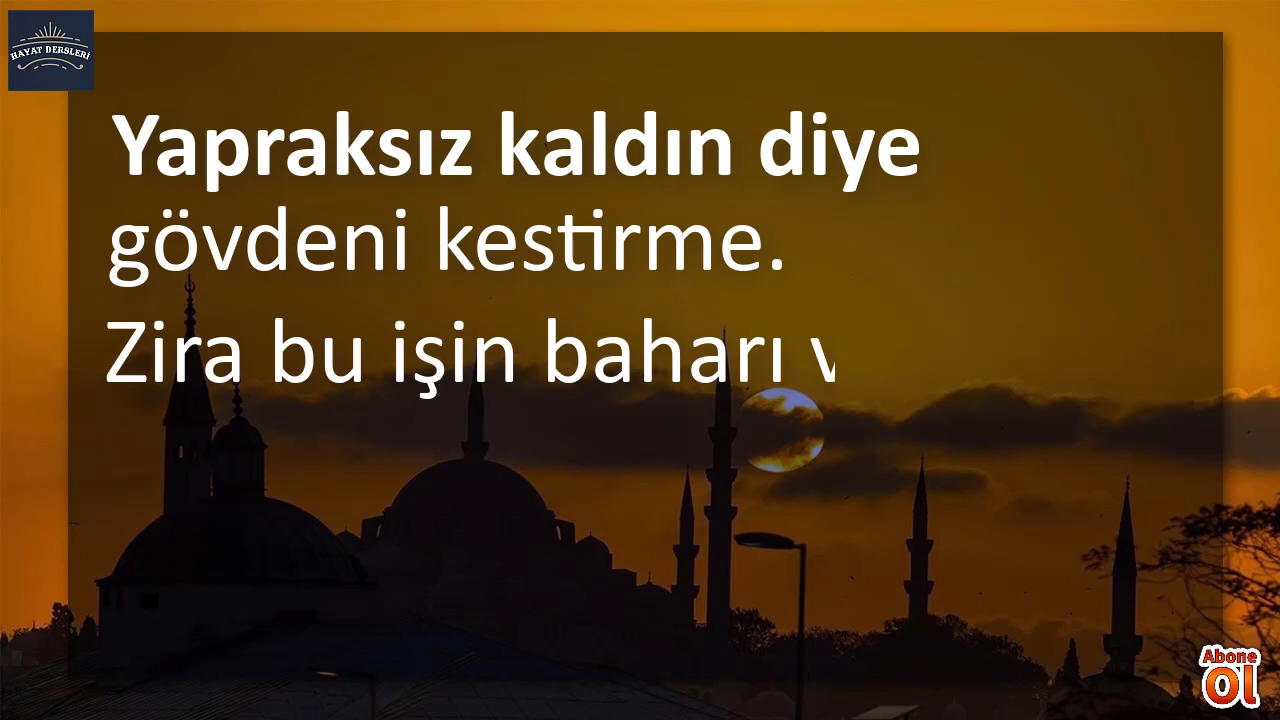 HAYAT DERSLERİ
Yapraksız kaldın diye
gövdeni kestirme.
Zira bu işin baharı
Abone
Ol